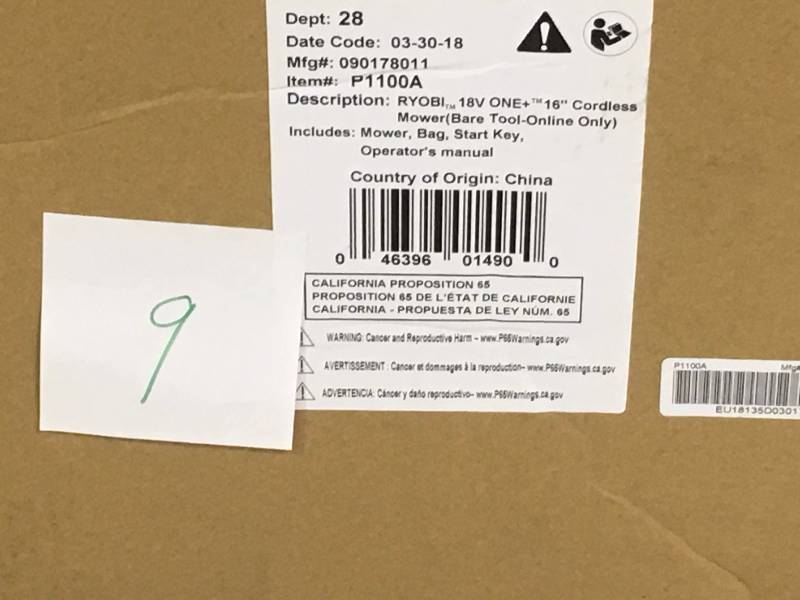 Dept: 28
Date Code: 03-30-18
Mfg#: 090178011
Item#: P1100A
Description: RYOBI™ 18V ONE+™16" Cordless
Mower(Bare Tool-Online Only)
Includes: Mower, Bag, Start Key,
Operator's manual
Country of Origin: China
0 46396 01490 0
CALIFORNIA PROPOSITION 65
PROPOSITION 65 DE L'ÉTAT DE CALIFORNIE
CALIFORNIA - PROPUESTA DE LEY NÚM. 65
WARNING: Cancer and Reproductive Harm – www.P65Warnings.ca.gov
AVERTISSEMENT : Cancer et dommages à la reproduction– www.P65Warnings.ca.gov
ADVERTENCIA: Cáncer y daño reproductivo– www.P65Warnings.ca.gov
9
P1100A Mfg#
EU18135D0301